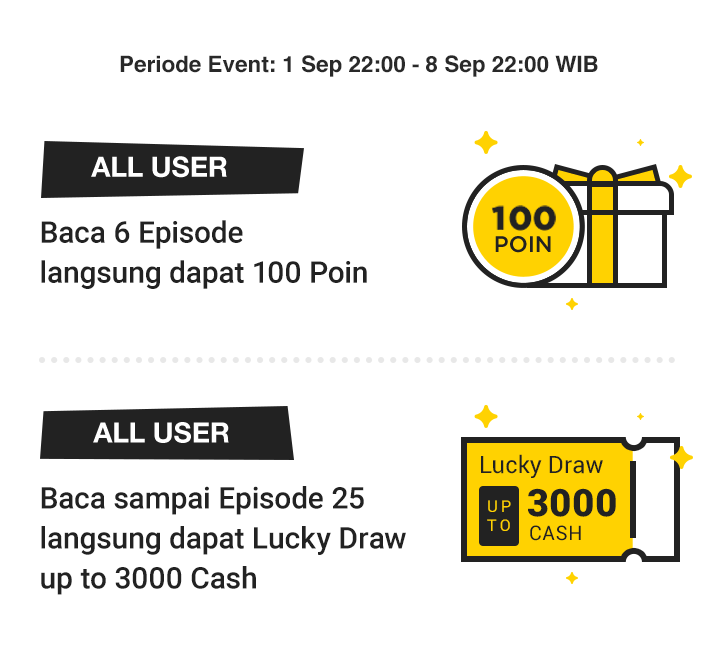 Periode Event: 1 Sep 22:00 - 8 Sep 22:00 WIB
ALL USER
Baca 6 Episode
langsung dapat 100 Poin
100
POIN
ALL USER
Baca sampai Episode 25
langsung dapat Lucky Draw
up to 3000 Cash
Lucky Draw
UP
TO
3000
CASH